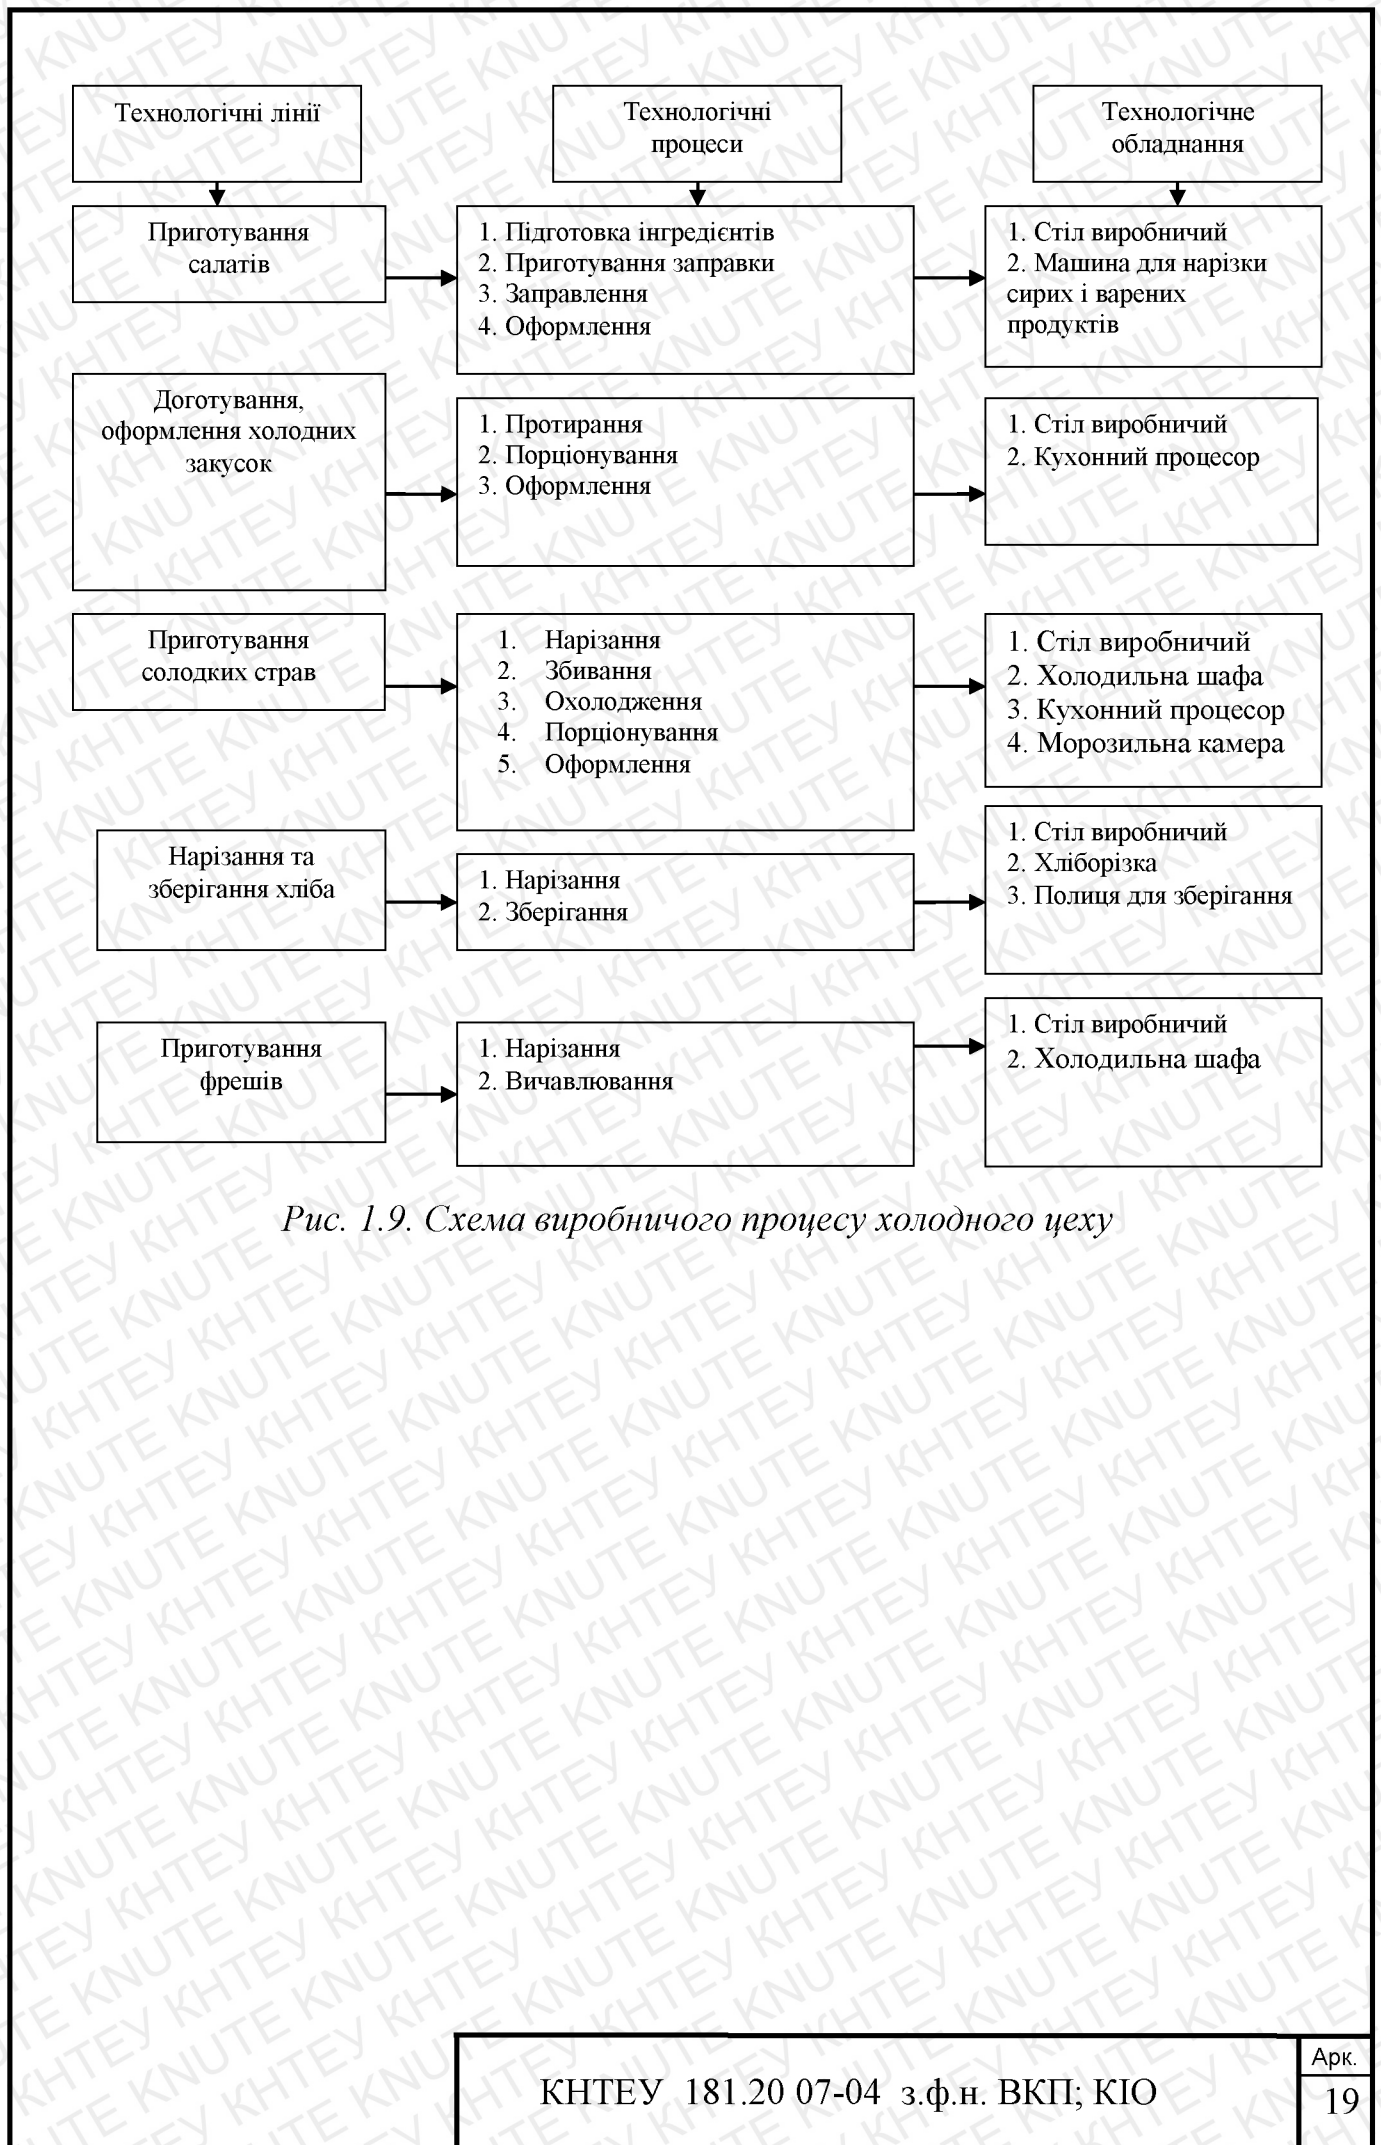 Технологічні лінії
Технологічні
процеси
Технологічне
обладнання
Приготування
салатів
1. Підготовка інгредієнтів
2. Приготування заправки
3. Заправлення
4. Оформлення
1. Стіл виробничий
2. Машина для нарізки
сирих і варених
продуктів
Доготування,
оформлення холодних
закусок
1. Протирання
2. Порціонування
3. Оформлення
1. Стіл виробничий
2. Кухонний процесор
Приготування
солодких страв
1. Нарізання
2. Збивання
3. Охолодження
4. Порціонування
5. Оформлення
1. Стіл виробничий
2. Холодильна шафа
3. Кухонний процесор
4. Морозильна камера
Нарізання та
зберігання хліба
1. Нарізання
2. Зберігання
1. Стіл виробничий
2. Хліборізка
3. Полиця для зберігання
Приготування
фрешів
1. Нарізання
2. Вичавлювання
1. Стіл виробничий
2. Холодильна шафа
Рис. 1.9. Схема виробничого процесу холодного цеху
КНТЕУ 181.20 07-04 з.ф.н. ВКП; КІО
Арк.
19